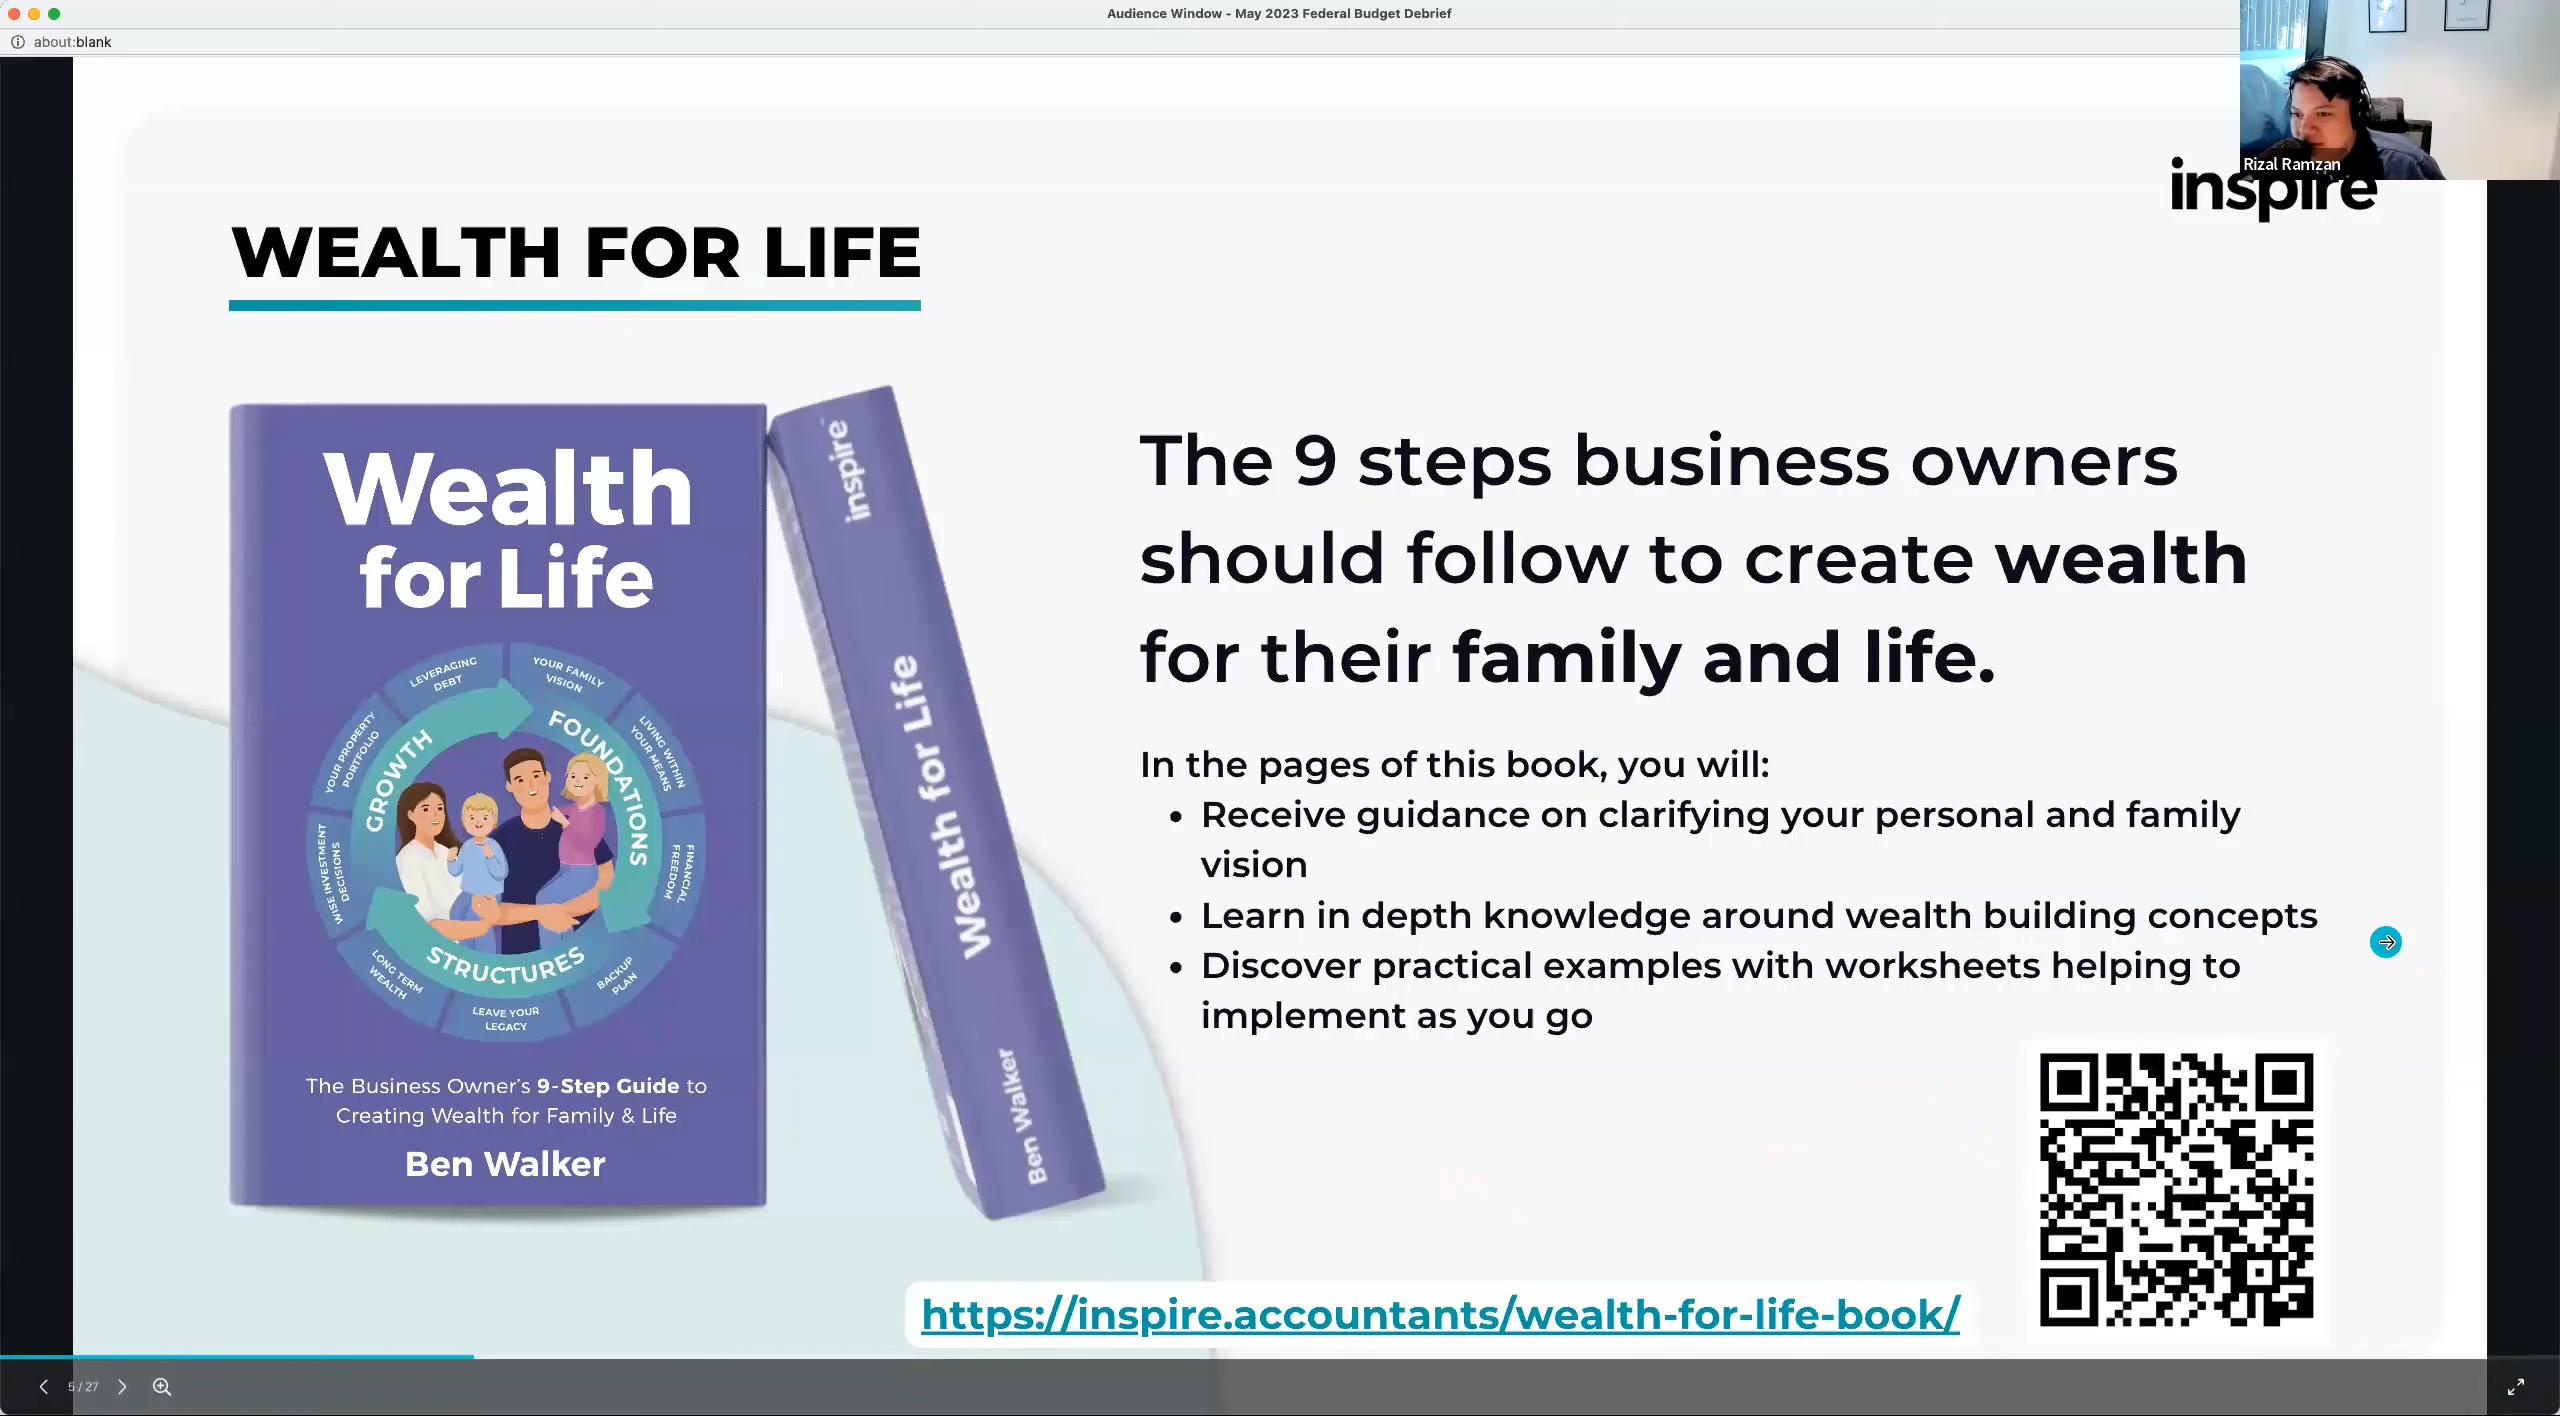 Audience Window - May 2023 Federal Budget Debrief
about:blank
Rizal Ramzan
inspire
WEALTH FOR LIFE
Wealth
for Life
LEVERAGING
DEBT
YOUR FAMILY
VISION
LIVING WITHIN
YOUR MEANS
FINANCIAL
FREEDOM
BACKUP
PLAN
LEAVE YOUR
LEGACY
LONG TERM
WEALTH
WISE INVESTMENT
DECISIONS
YOUR PROPERTY
PORTFOLIO
GROWTH
FOUNDATIONS
STRUCTURES
The Business Owner's 9-Step Guide to
Creating Wealth for Family & Life
Ben Walker
inspire
Wealth for Life
Ben Walker
The 9 steps business owners
should follow to create wealth
for their family and life.
In the pages of this book, you will:
• Receive guidance on clarifying your personal and family
vision
• Learn in depth knowledge around wealth building concepts
• Discover practical examples with worksheets helping to
implement as you go
https://inspire.accountants/wealth-for-life-book/
5 / 27